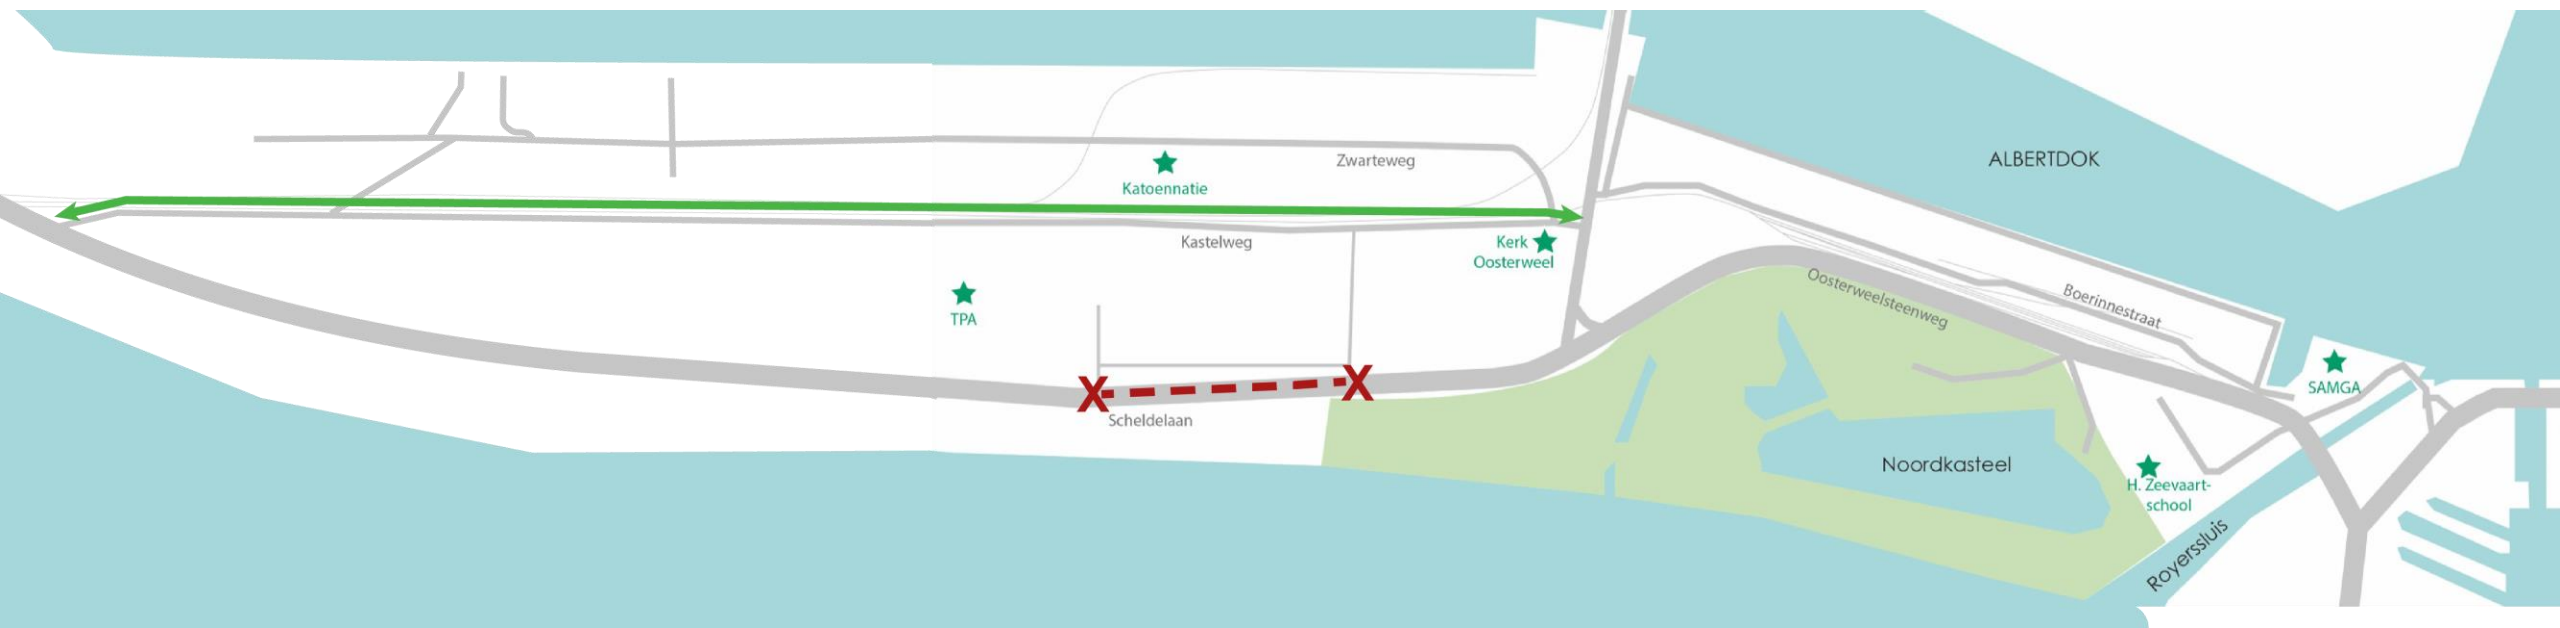 ALBERTDOK
Zwarteweg
Katoennatie
Kastelweg
Kerk
Oosterweel
TPA
Oosterweelsteenweg
Boerinnestraat
SAMGA
X
X
Scheldelaan
Noordkasteel
H. Zeevaart-
school
Royerssluis